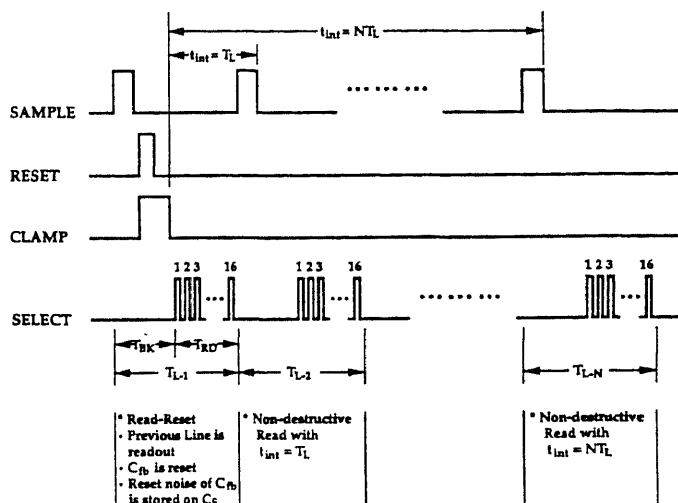 t_int = NT_L
t_int = T_L
SAMPLE
RESET
CLAMP
1 2 3 16 1 2 3 16 1 2 3 16
SELECT
T_BK T_RD
T_L-1 T_L-2 T_L-N
* Read-Reset
· Previous Line is
readout
· C_fb is reset
· Reset noise of C_fb
is stored on C_c
* Non-destructive
Read with
t_int = T_L
* Non-destructive
Read with
t_int = NT_L